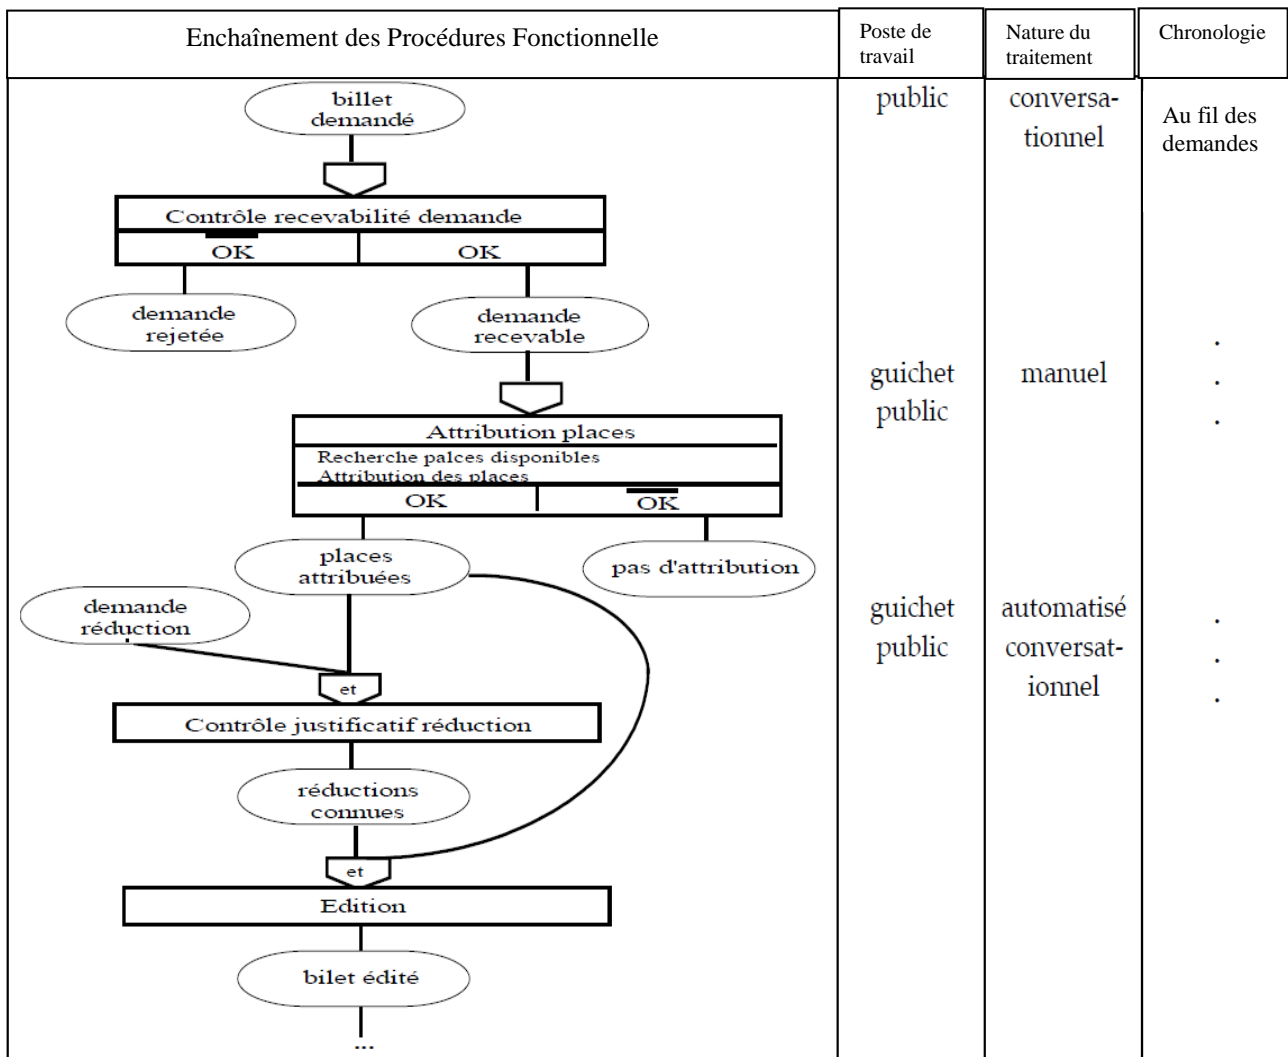 Enchaînement des Procédures Fonctionnelle
Poste de
travail
Nature du
traitement
Chronologie
billet
demandé
public
conversa-
tionnel
Au fil des
demandes
Contrôle recevabilité demande
OK
OK
demande
rejetée
demande
recevable
.
.
.
guichet
public
manuel
Attribution places
Recherche palces disponibles
Attribution des places
OK
OK
places
attribuées
pas d'attribution
demande
réduction
guichet
public
automatisé
conversat-
ionnel
.
.
.
et
Contrôle justificatif réduction
réductions
connues
et
Edition
bilet édité
...